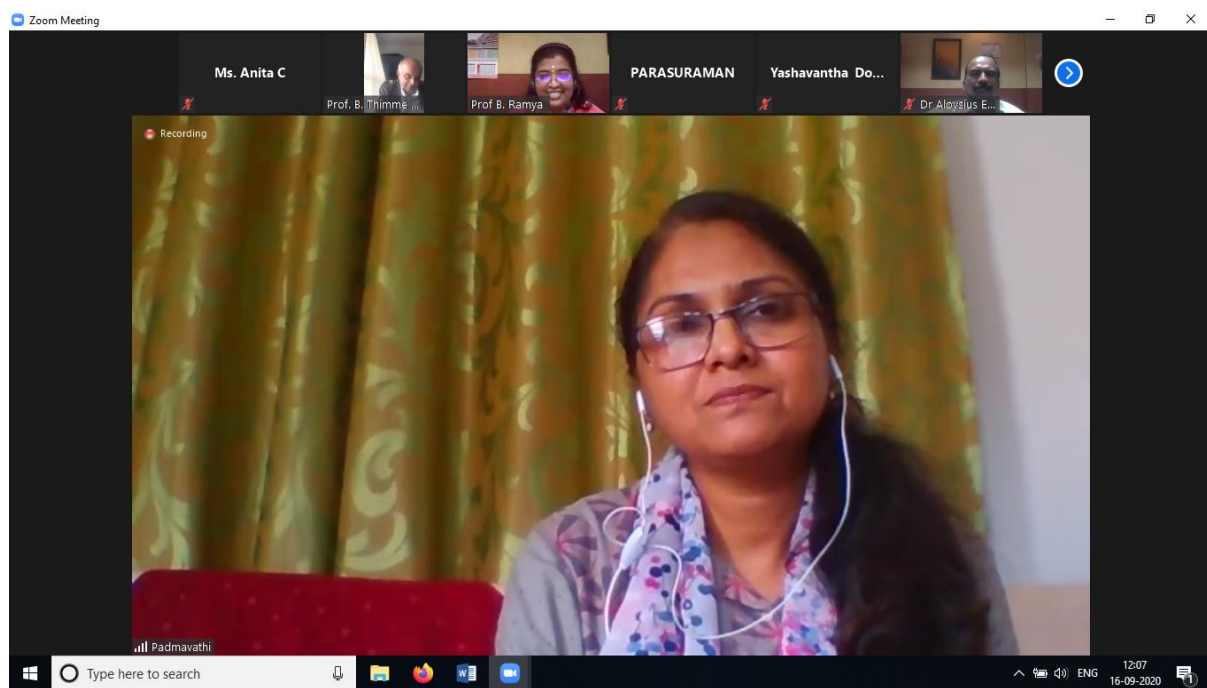 Zoom Meeting
Ms. Anita C
Prof. B. Thimme ...
Prof B. Ramya
PARASURAMAN
Yashavantha Do...
Dr Aloysius E...
Recording
Padmavathi
Type here to search
ENG
12:07
16-09-2020
1